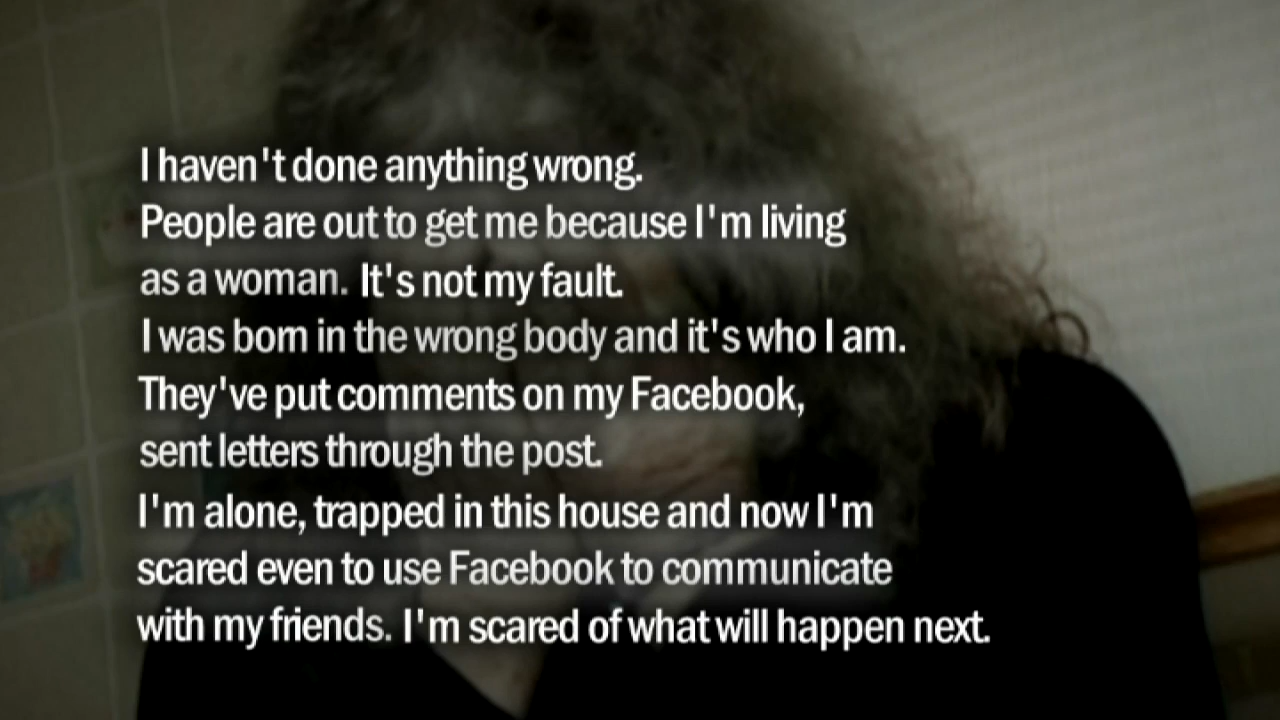 I haven't done anything wrong.
People are out to get me because I'm living
as a woman. It's not my fault.
I was born in the wrong body and it's who I am.
They've put comments on my Facebook,
sent letters through the post.
I'm alone, trapped in this house and now I'm
scared even to use Facebook to communicate
with my friends. I'm scared of what will happen next.